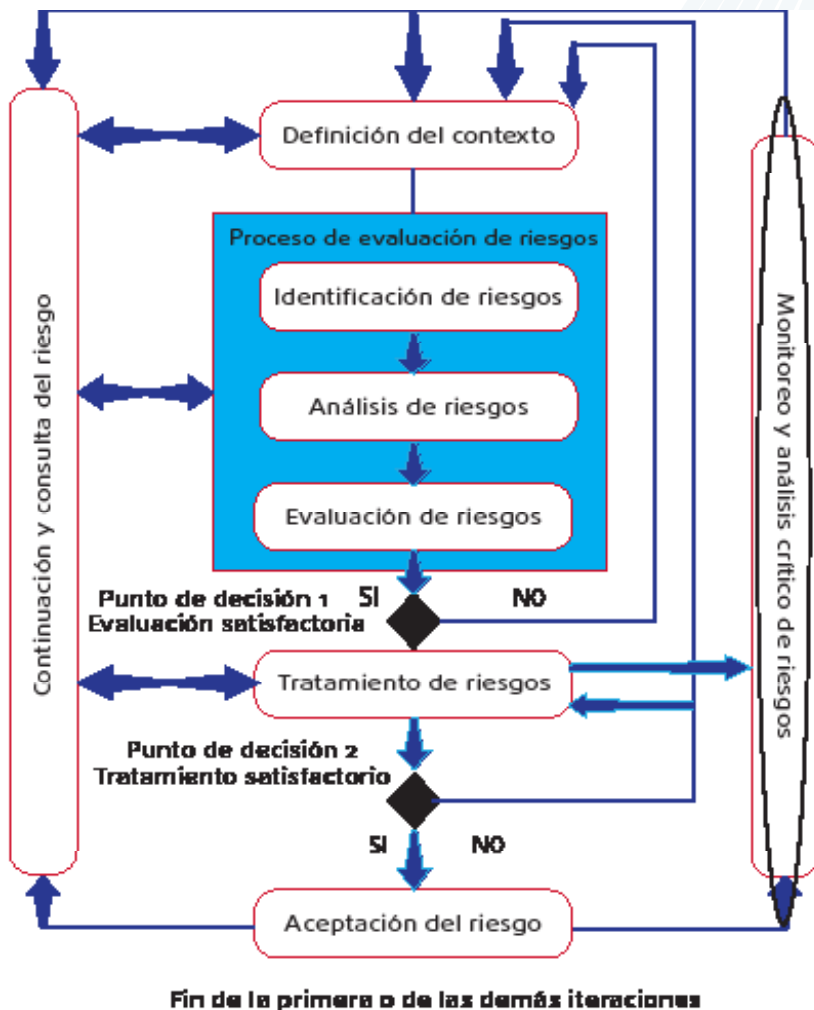 Definición del contexto
Proceso de evaluación de riesgos
Identificación de riesgos
Análisis de riesgos
Evaluación de riesgos
Punto de decisión 1
Evaluación satisfactoria
SI
NO
Tratamiento de riesgos
Punto de decisión 2
Tratamiento satisfactorio
SI
NO
Aceptación del riesgo
Continuación y consulta del riesgo
Monitoreo y análisis crítico de riesgos
Fin de la primera o de las demás iteraciones